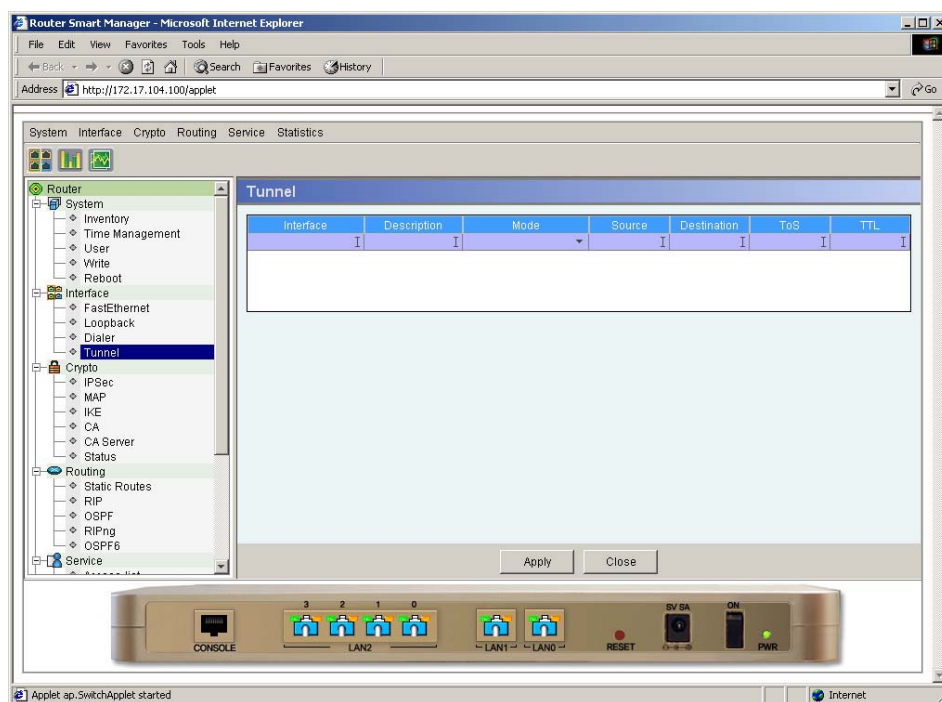 Router Smart Manager - Microsoft Internet Explorer
File Edit View Favorites Tools Help
Back Search Favorites History
Address http://172.17.104.100/applet Go
System Interface Crypto Routing Service Statistics
Router
System
Inventory
Time Management
User
Write
Reboot
Interface
FastEthernet
Loopback
Dialer
Tunnel
Crypto
IPSec
MAP
IKE
CA
CA Server
Status
Routing
Static Routes
RIP
OSPF
RIPng
OSPF6
Service
Tunnel
Interface Description Mode Source Destination ToS TTL
Apply Close
3 2 1 0 5V 5A ON
CONSOLE LAN2 LAN1 LAN0 RESET PWR
Applet ap.SwitchApplet started Internet